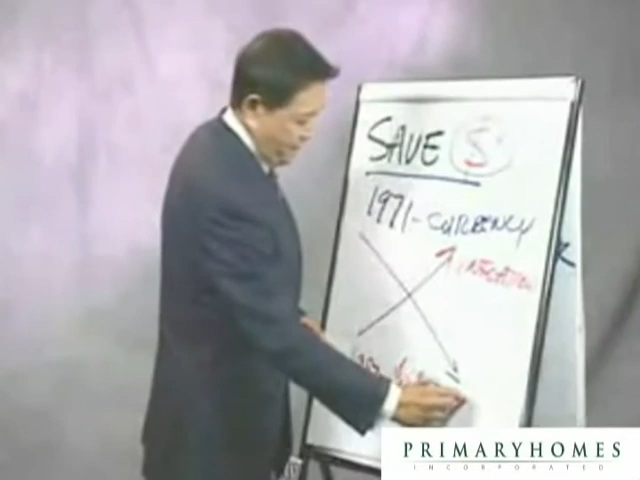 SAVE $
1971-CURRENCY
INFLATION
PRIMARYHOMES
INCORPORATED